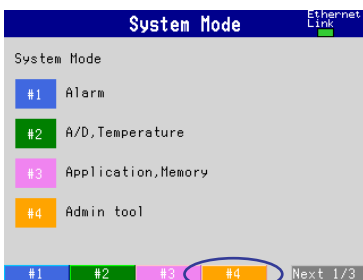 System Mode
Ethernet
Link
System Mode
#1 Alarm
#2 A/D,Temperature
#3 Application,Memory
#4 Admin tool
#1 #2 #3 #4 Next 1/3